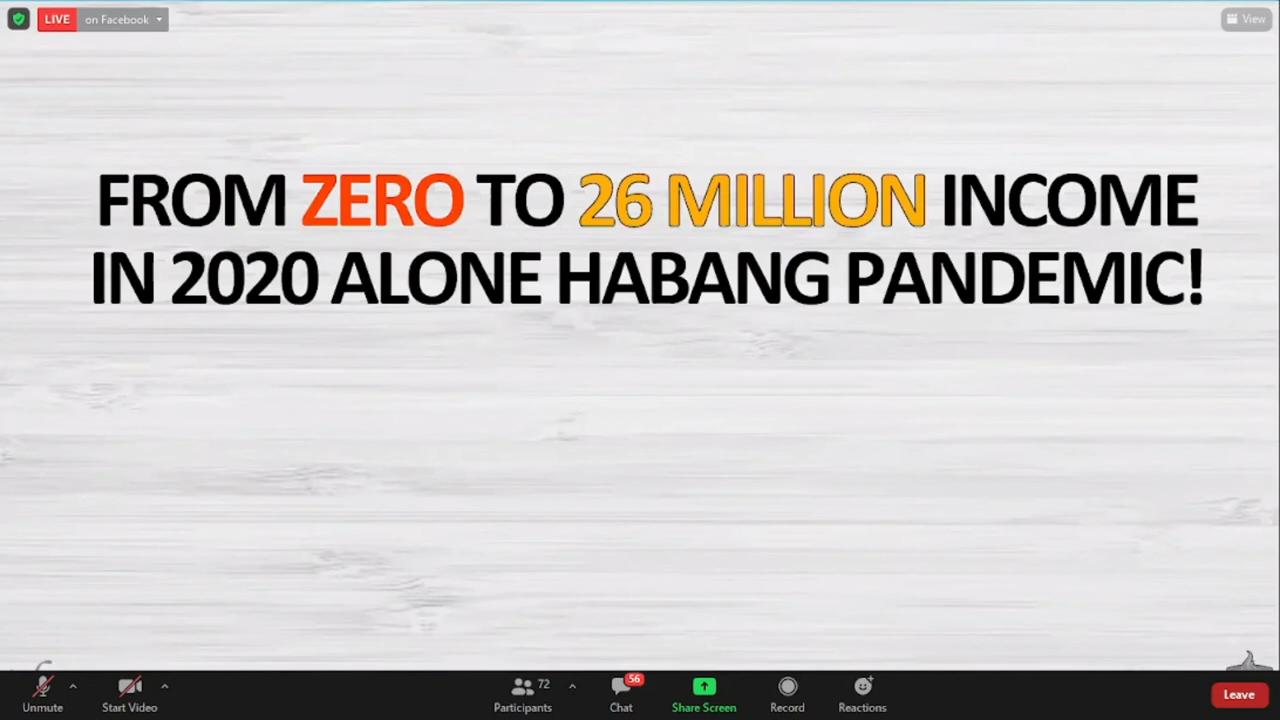 LIVE on Facebook
View
FROM ZERO TO 26 MILLION INCOME
IN 2020 ALONE HABANG PANDEMIC!
72
56
Unmute
Start Video
Participants
Chat
Share Screen
Record
Reactions
Leave